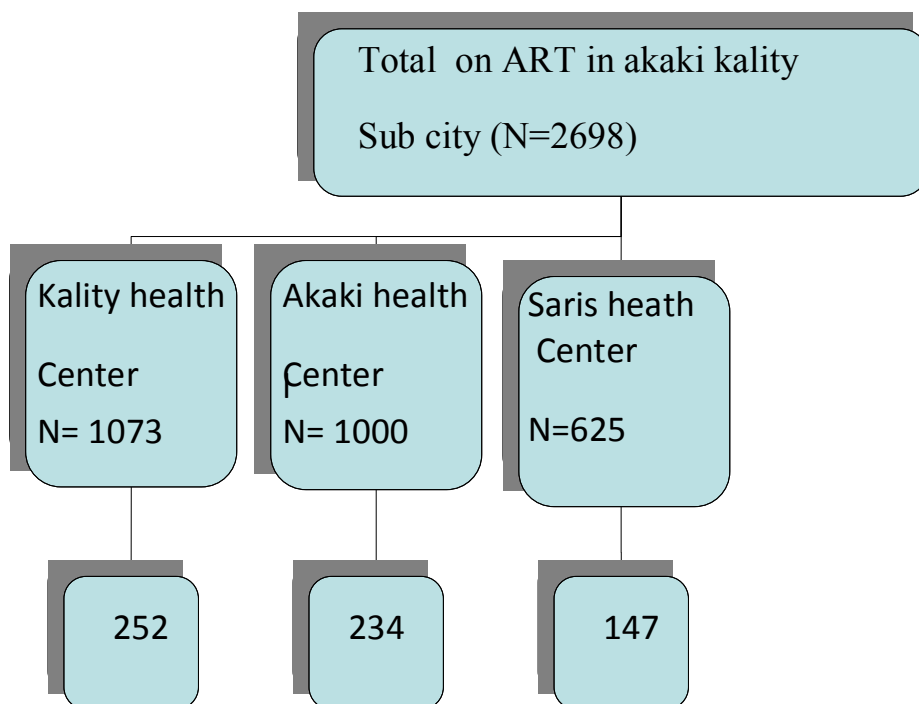 Total on ART in akaki kality
Sub city (N=2698)
Kality health
Center
N= 1073
Akaki health
Center
N= 1000
Saris heath
Center
N=625
252
234
147